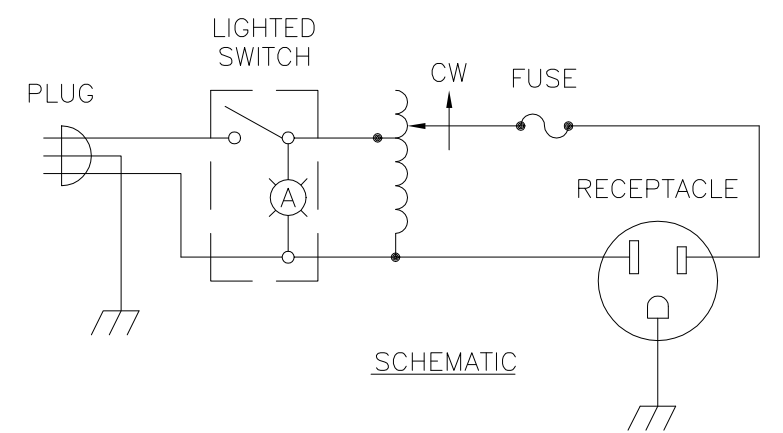 LIGHTED
SWITCH
CW
FUSE
PLUG
RECEPTACLE
A
SCHEMATIC